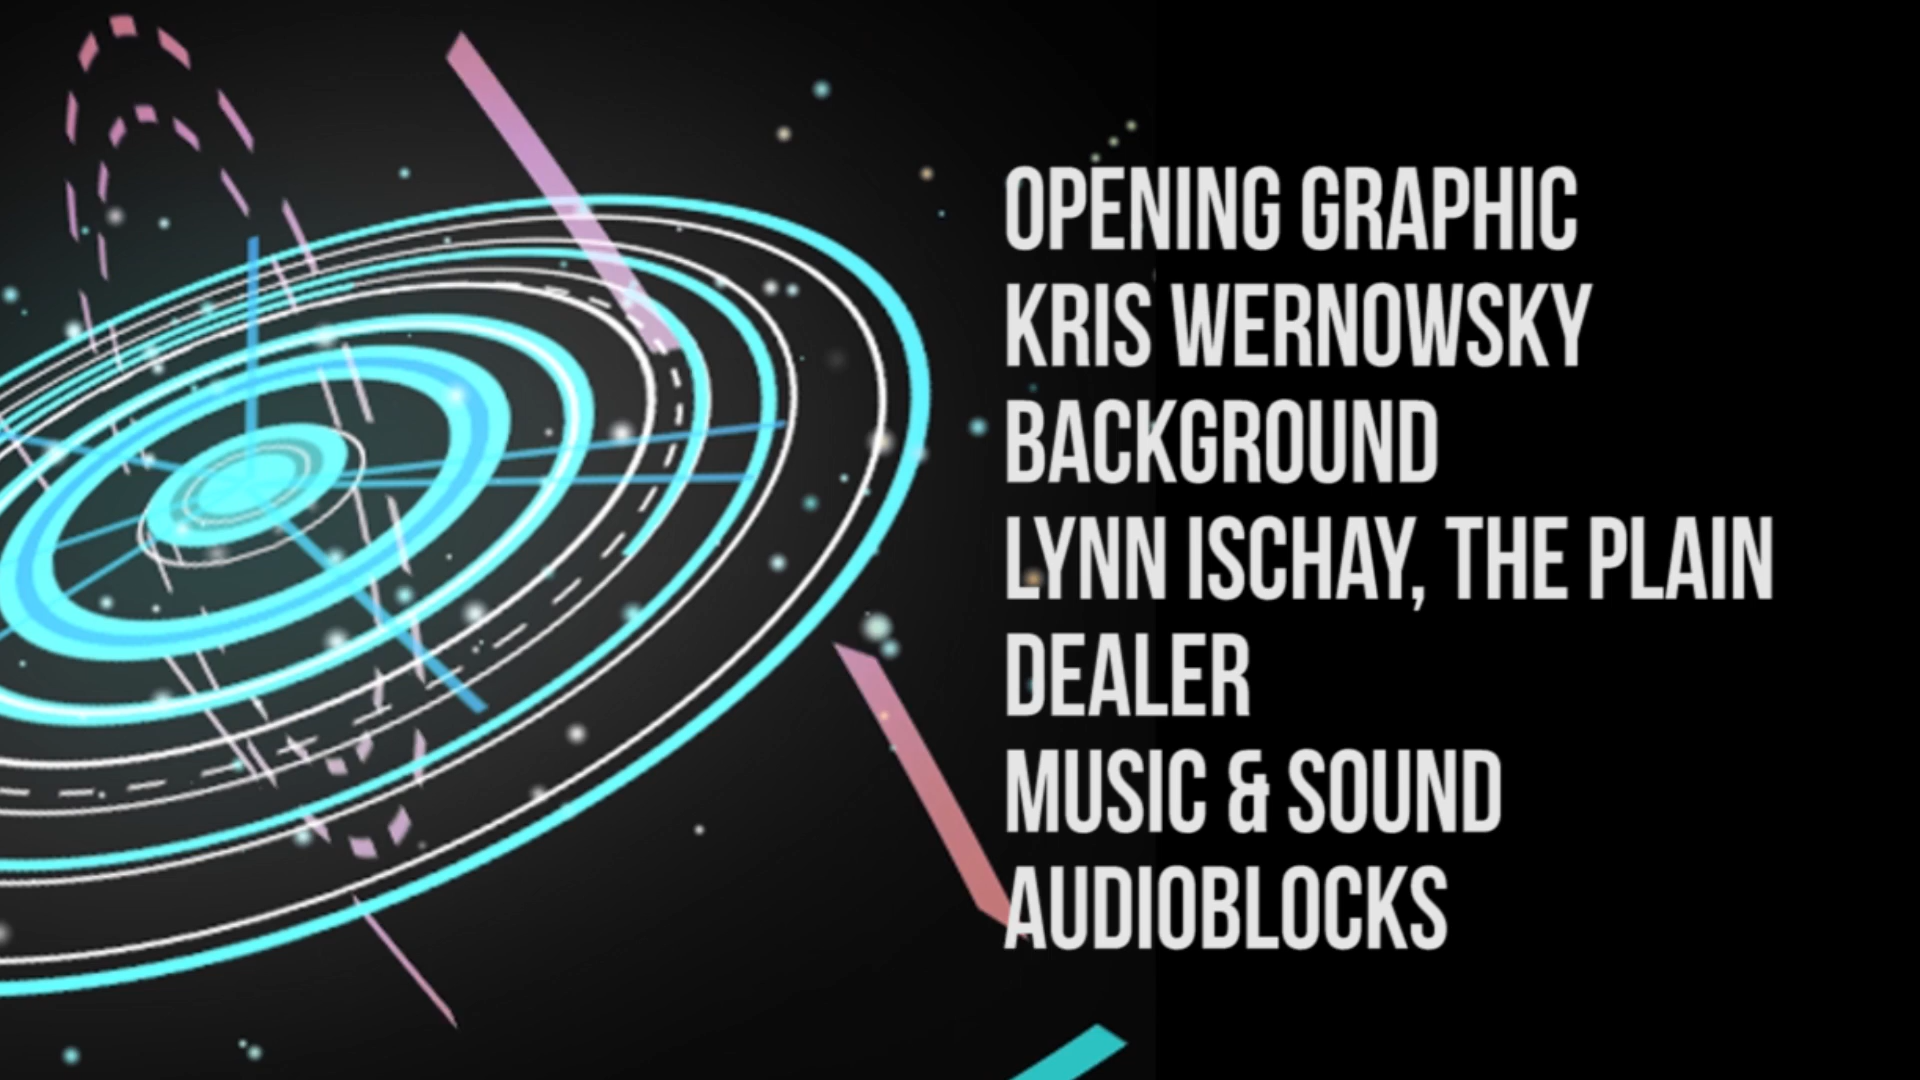 OPENING GRAPHIC
KRIS WERNOWSKY
BACKGROUND
LYNN ISCHAY, THE PLAIN
DEALER
MUSIC & SOUND
AUDIOBLOCKS